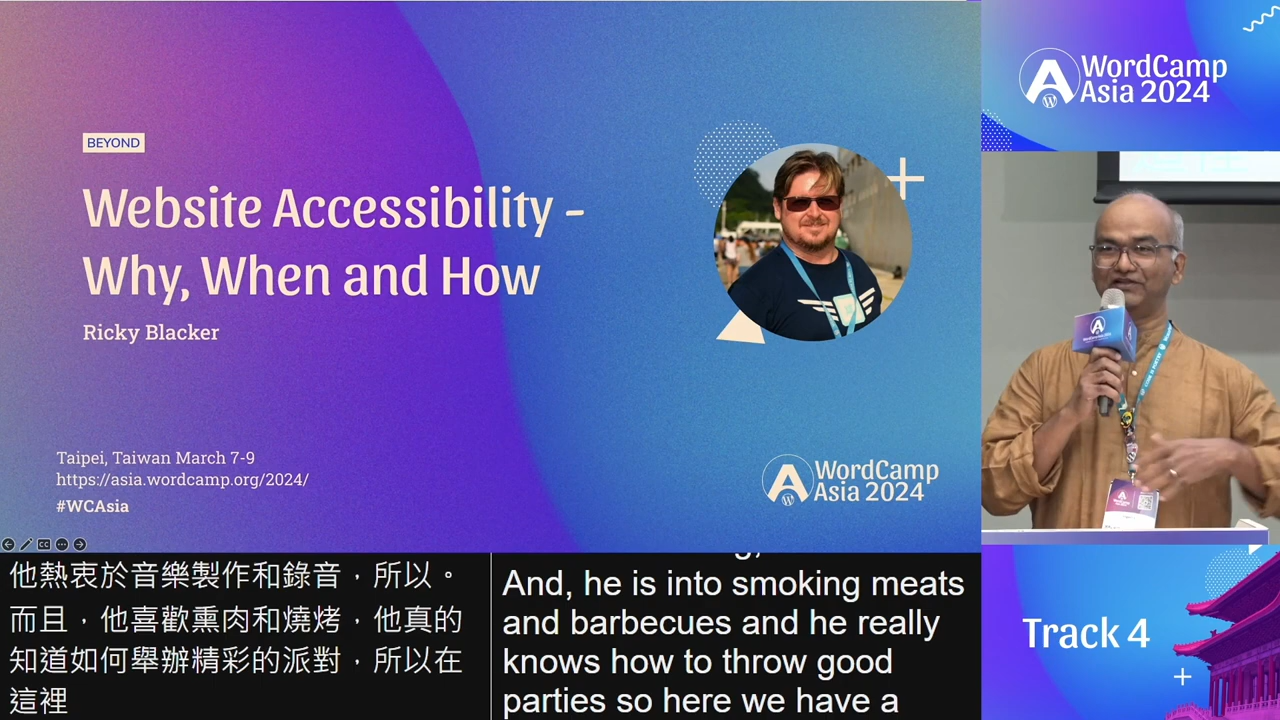 BEYOND
Website Accessibility -
Why, When and How
Ricky Blacker
Taipei, Taiwan March 7-9
https://asia.wordcamp.org/2024/
#WCAsia
WordCamp
Asia 2024
WordCamp
Asia 2024
Track 4
他熱衷於音樂製作和錄音，所以。
而且，他喜歡熏肉和燒烤，他真的
知道如何舉辦精彩的派對，所以在
這裡
And, he is into smoking meats
and barbecues and he really
knows how to throw good
parties so here we have a